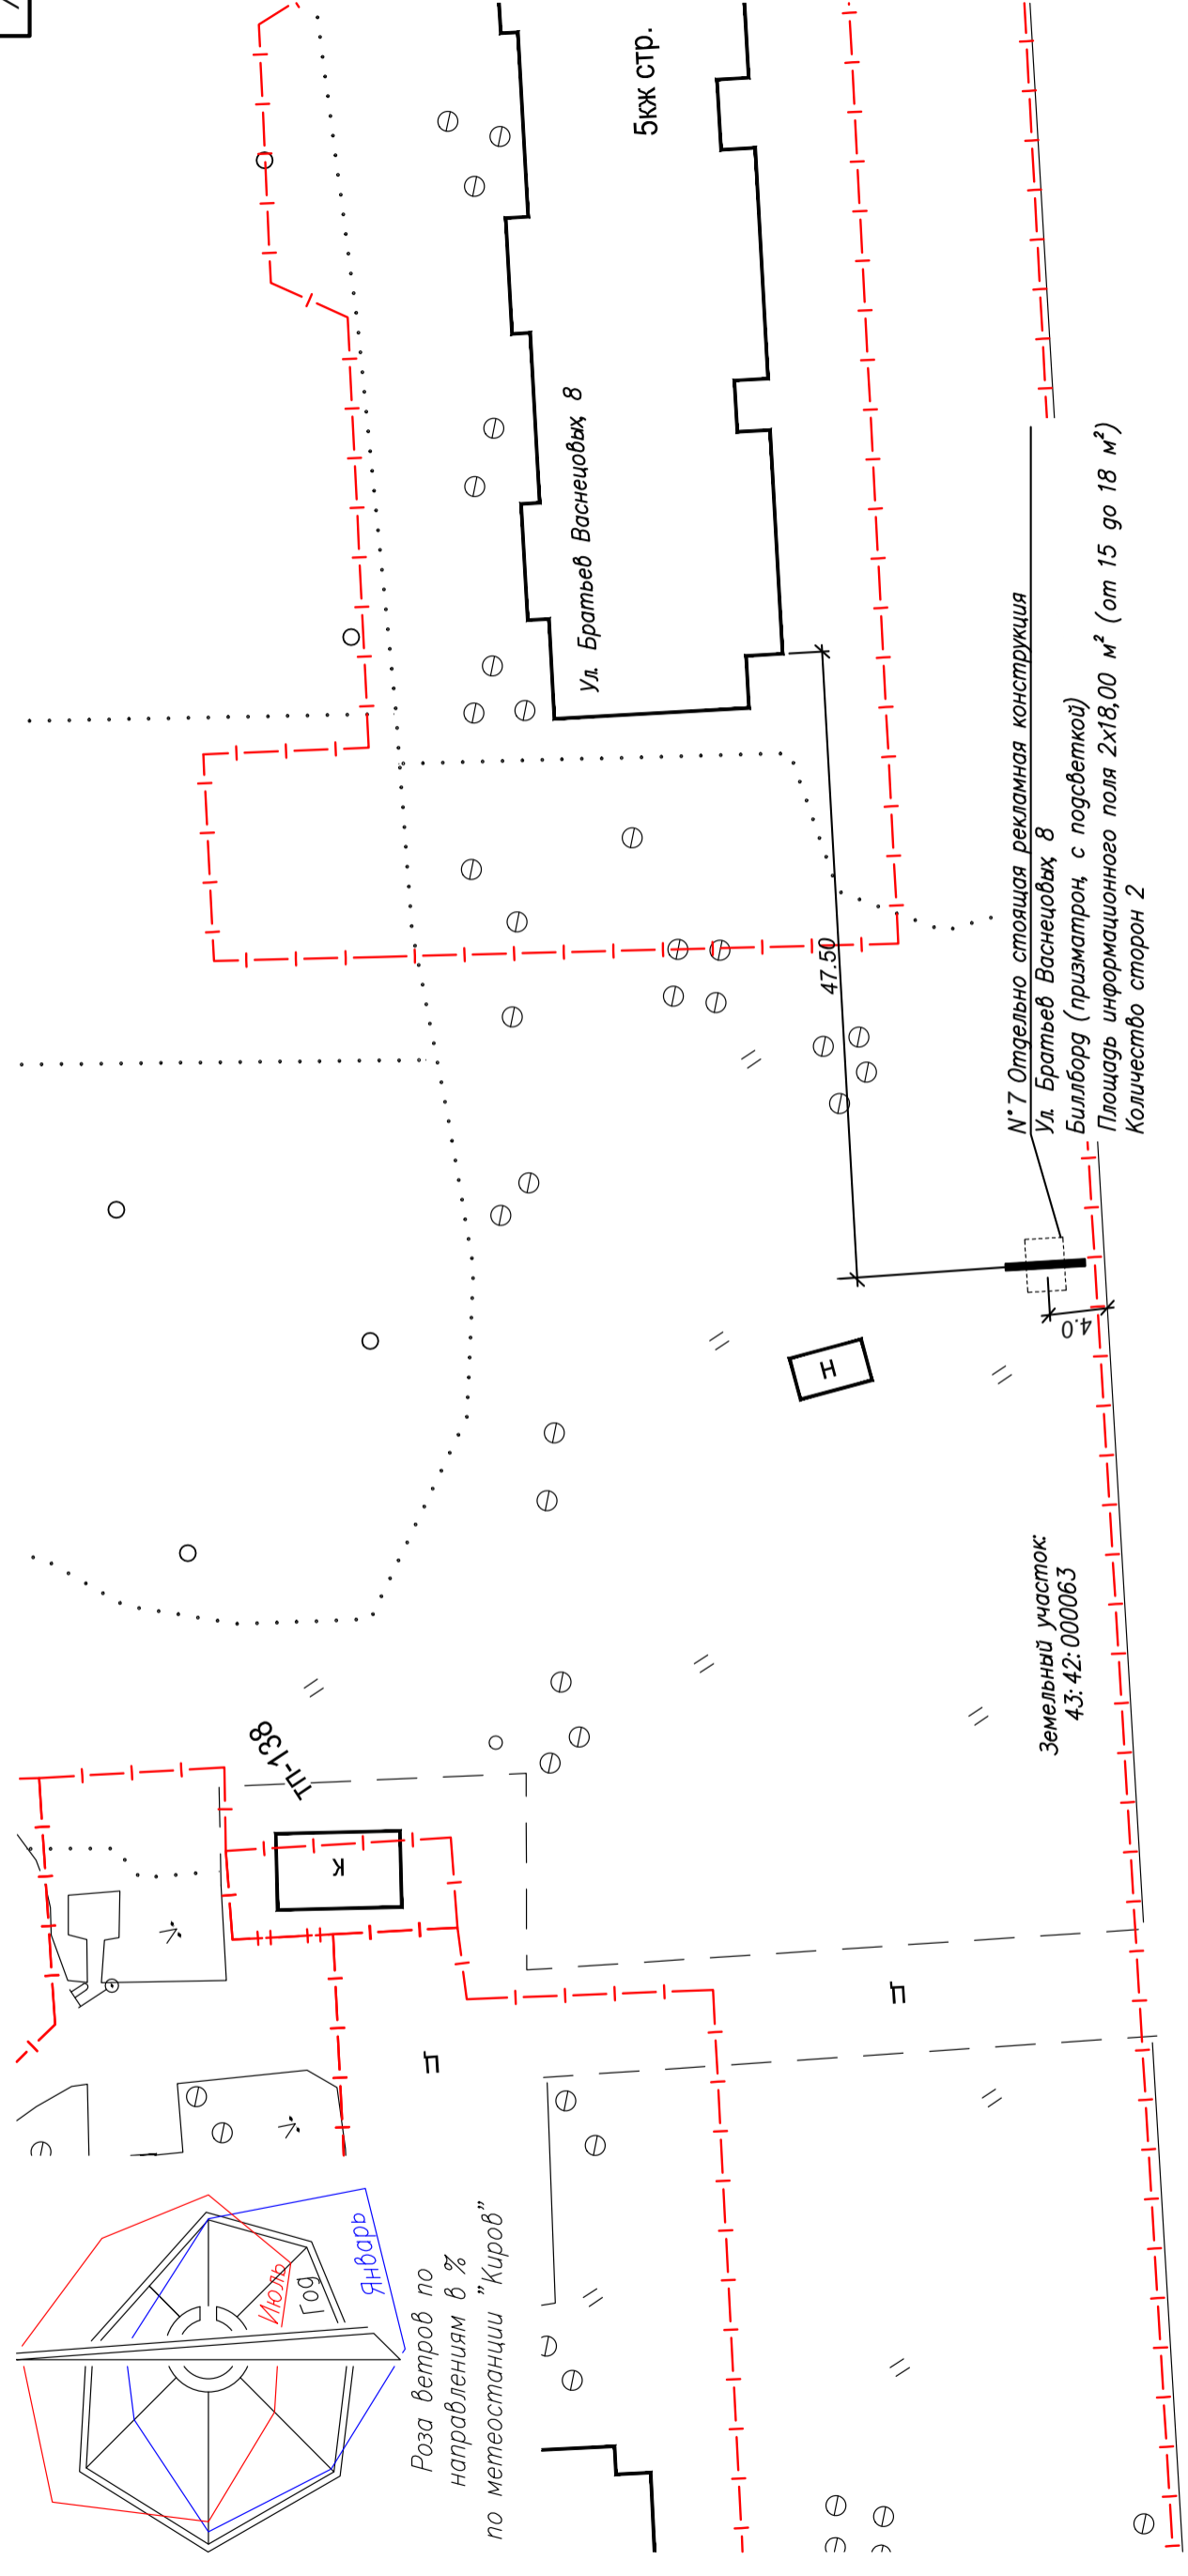 5кж стр.
Ул. Братьев Васнецовых, 8
47.50
N°7 Отдельно стоящая рекламная конструкция
Ул. Братьев Васнецовых, 8
Биллборд (призматрон, с подсветкой)
Площадь информационного поля 2х18,00 м² (от 15 до 18 м²)
Количество сторон 2
4.0
Н
Земельный участок:
43:42:000063
ТП-138
К
Ц
Ц
Июль
Год
Январь
Роза ветров по
направлениям в %
по метеостанции "Киров"